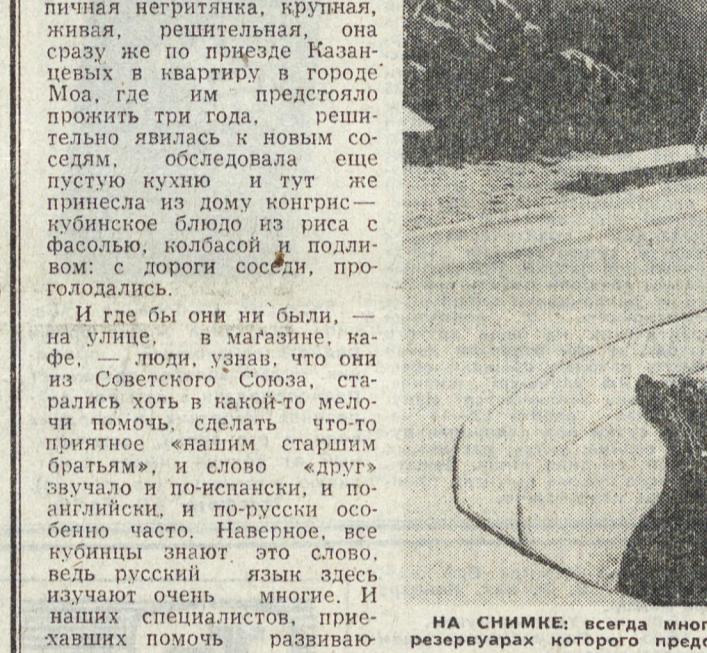 пичная негритянка, крупная,
живая, решительная, она
сразу же по приезде Казан-
цевых в квартиру в городе
Моа, где им предстояло
прожить три года, реши-
тельно явилась к новым со-
седям, обследовала еще
пустую кухню и тут же
принесла из дому конгрис —
кубинское блюдо из риса с
фасолью, колбасой и подли-
вом: с дороги соседи, про-
голодались.
И где бы они ни были, —
на улице, в магазине, ка-
фе, — люди, узнав, что они
из Советского Союза, ста-
рались хоть в какой-то мело-
чи помочь, сделать что-то
приятное «нашим старшим
братьям», и слово «друг»
звучало и по-испански, и по-
английски, и по-русски осо-
бенно часто. Наверное, все
кубинцы знают это слово,
ведь русский язык здесь
изучают очень многие. И
наших специалистов, прие-
хавших помочь развиваю-
НА СНИМКЕ: всегда мног
резервуарах которого предс